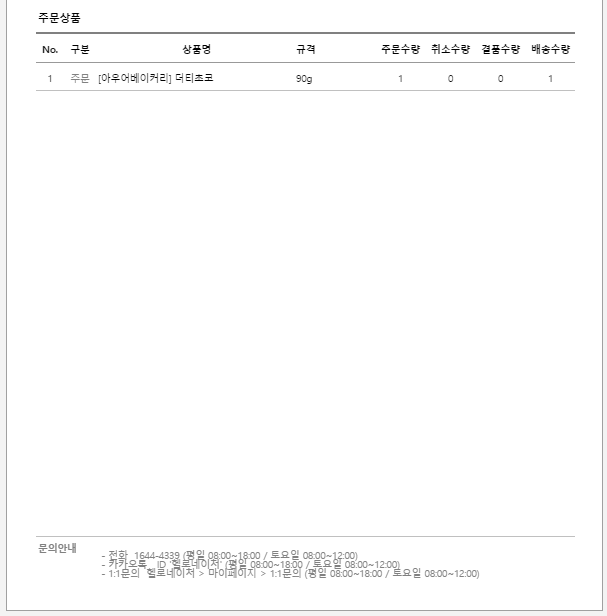 주문상품
No. 구분 상품명 규격 주문수량 취소수량 결품수량 배송수량
1 주문 [아우어베이커리] 더티초코 90g 1 0 0 1
문의안내
- 전화 1644-4339 (평일 08:00~18:00 / 토요일 08:00~12:00)
- 카카오톡 ID '헬로네이처' (평일 08:00~18:00 / 토요일 08:00~12:00)
- 1:1문의 헬로네이처 > 마이페이지 > 1:1문의 (평일 08:00~18:00 / 토요일 08:00~12:00)